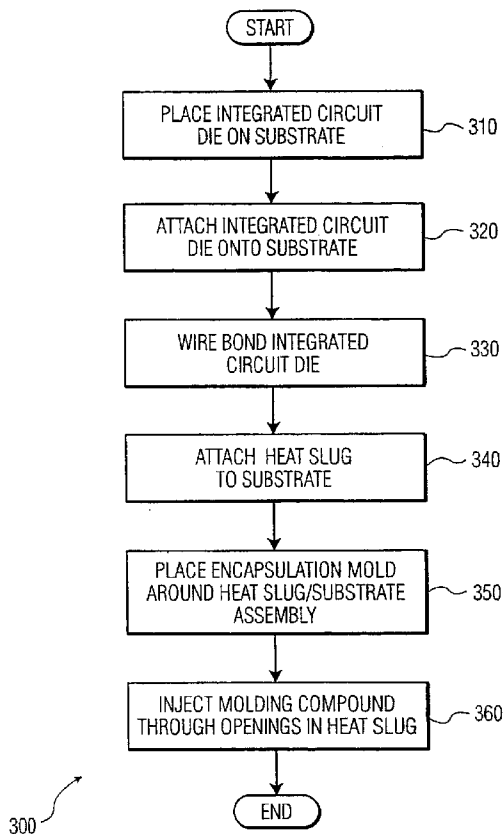 START
PLACE INTEGRATED CIRCUIT
DIE ON SUBSTRATE
310
ATTACH INTEGRATED CIRCUIT
DIE ONTO SUBSTRATE
320
WIRE BOND INTEGRATED
CIRCUIT DIE
330
ATTACH HEAT SLUG
TO SUBSTRATE
340
PLACE ENCAPSULATION MOLD
AROUND HEAT SLUG/SUBSTRATE
ASSEMBLY
350
INJECT MOLDING COMPOUND
THROUGH OPENINGS IN HEAT SLUG
360
END
300